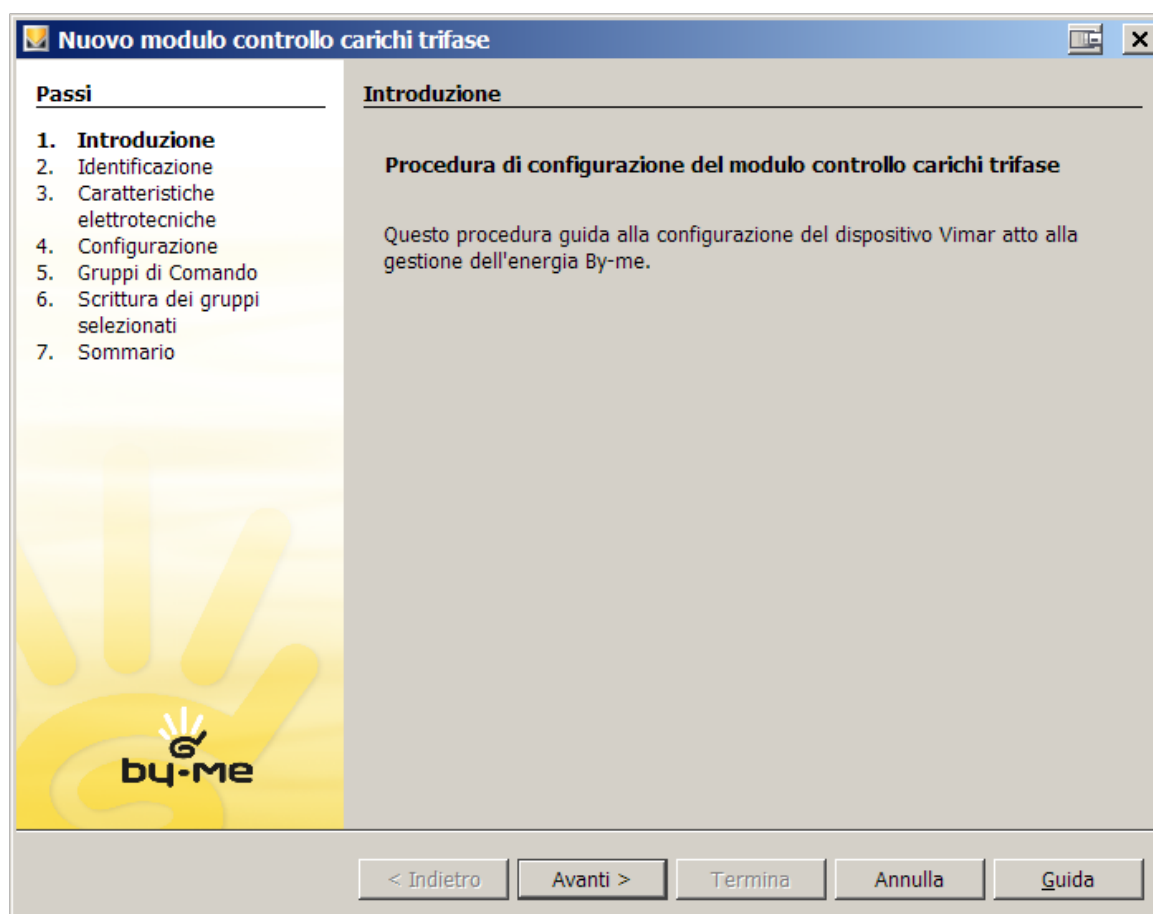 Nuovo modulo controllo carichi trifase
Passi
1. Introduzione
2. Identificazione
3. Caratteristiche
elettrotecniche
4. Configurazione
5. Gruppi di Comando
6. Scrittura dei gruppi
selezionati
7. Sommario
by-me
Introduzione
Procedura di configurazione del modulo controllo carichi trifase
Questo procedura guida alla configurazione del dispositivo Vimar atto alla
gestione dell'energia By-me.
< Indietro
Avanti >
Termina
Annulla
Guida